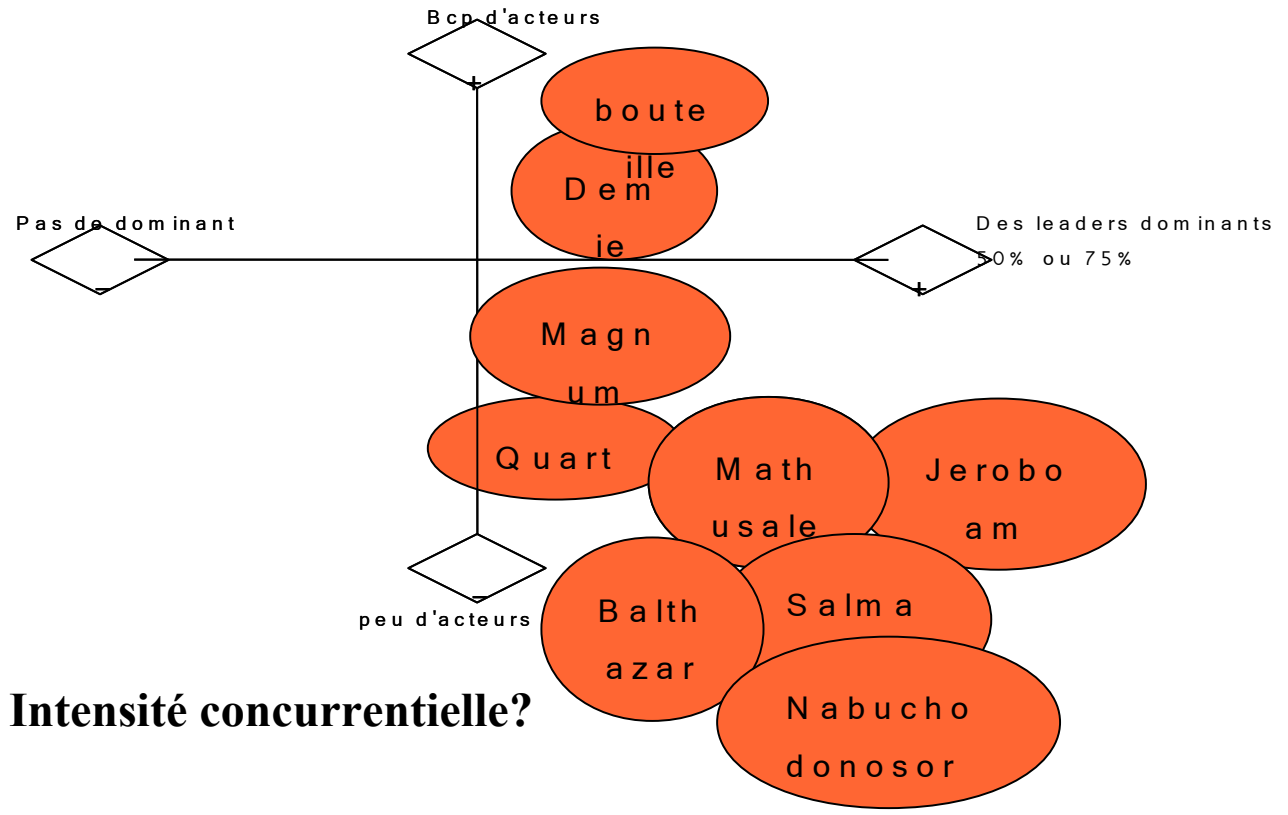 Bcp d'acteurs
+
boute
ille
Dem
ie
Pas de dominant
–
Des leaders dominants
50% ou 75%
+
Magn
um
Quart
Math
usale
Jerobo
am
–
peu d'acteurs
Balth
azar
Salma
Nabucho
donosor
Intensité concurrentielle?